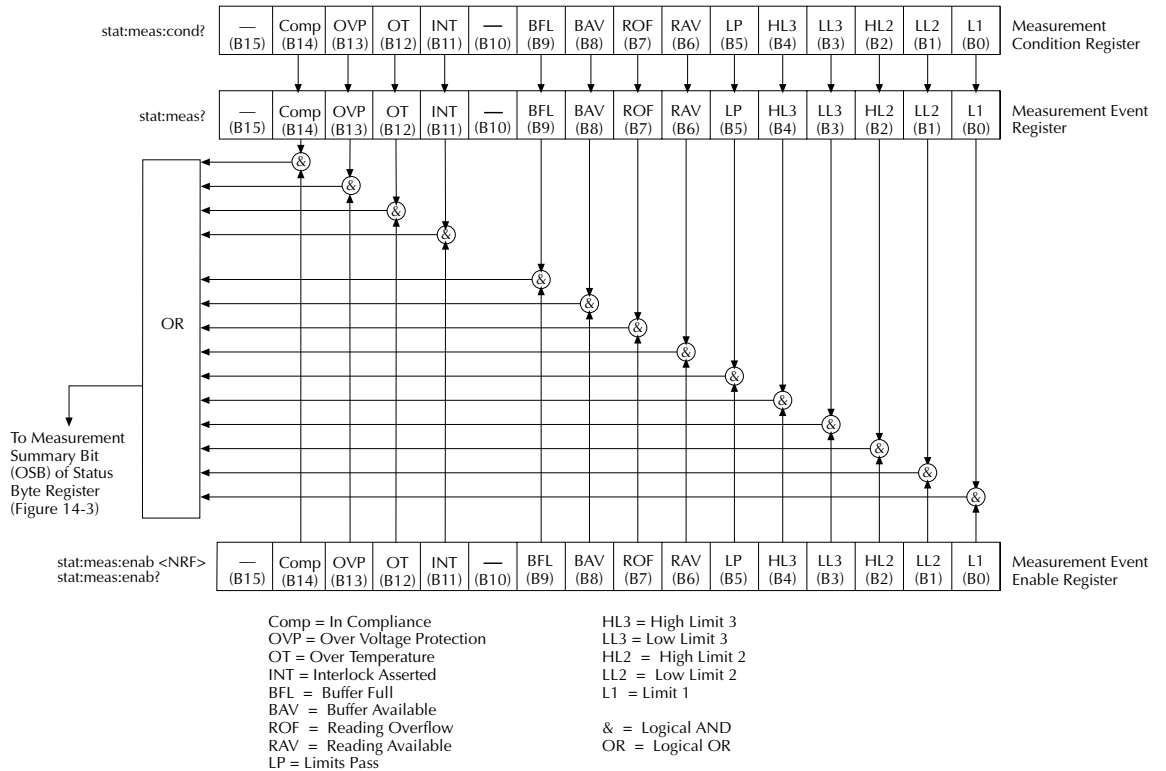 stat:meas:cond?
— (B15) Comp (B14) OVP (B13) OT (B12) INT (B11) — (B10) BFL (B9) BAV (B8) ROF (B7) RAV (B6) LP (B5) HL3 (B4) LL3 (B3) HL2 (B2) LL2 (B1) L1 (B0)
Measurement
Condition Register
stat:meas?
— (B15) Comp (B14) OVP (B13) OT (B12) INT (B11) — (B10) BFL (B9) BAV (B8) ROF (B7) RAV (B6) LP (B5) HL3 (B4) LL3 (B3) HL2 (B2) LL2 (B1) L1 (B0)
Measurement Event
Register
&
&
&
&
&
&
&
&
&
&
&
&
&
&
OR
To Measurement
Summary Bit
(OSB) of Status
Byte Register
(Figure 14-3)
stat:meas:enab <NRF>
stat:meas:enab?
— (B15) Comp (B14) OVP (B13) OT (B12) INT (B11) — (B10) BFL (B9) BAV (B8) ROF (B7) RAV (B6) LP (B5) HL3 (B4) LL3 (B3) HL2 (B2) LL2 (B1) L1 (B0)
Measurement Event
Enable Register
Comp = In Compliance
OVP = Over Voltage Protection
OT = Over Temperature
INT = Interlock Asserted
BFL = Buffer Full
BAV = Buffer Available
ROF = Reading Overflow
RAV = Reading Available
LP = Limits Pass
HL3 = High Limit 3
LL3 = Low Limit 3
HL2 = High Limit 2
LL2 = Low Limit 2
L1 = Limit 1
& = Logical AND
OR = Logical OR